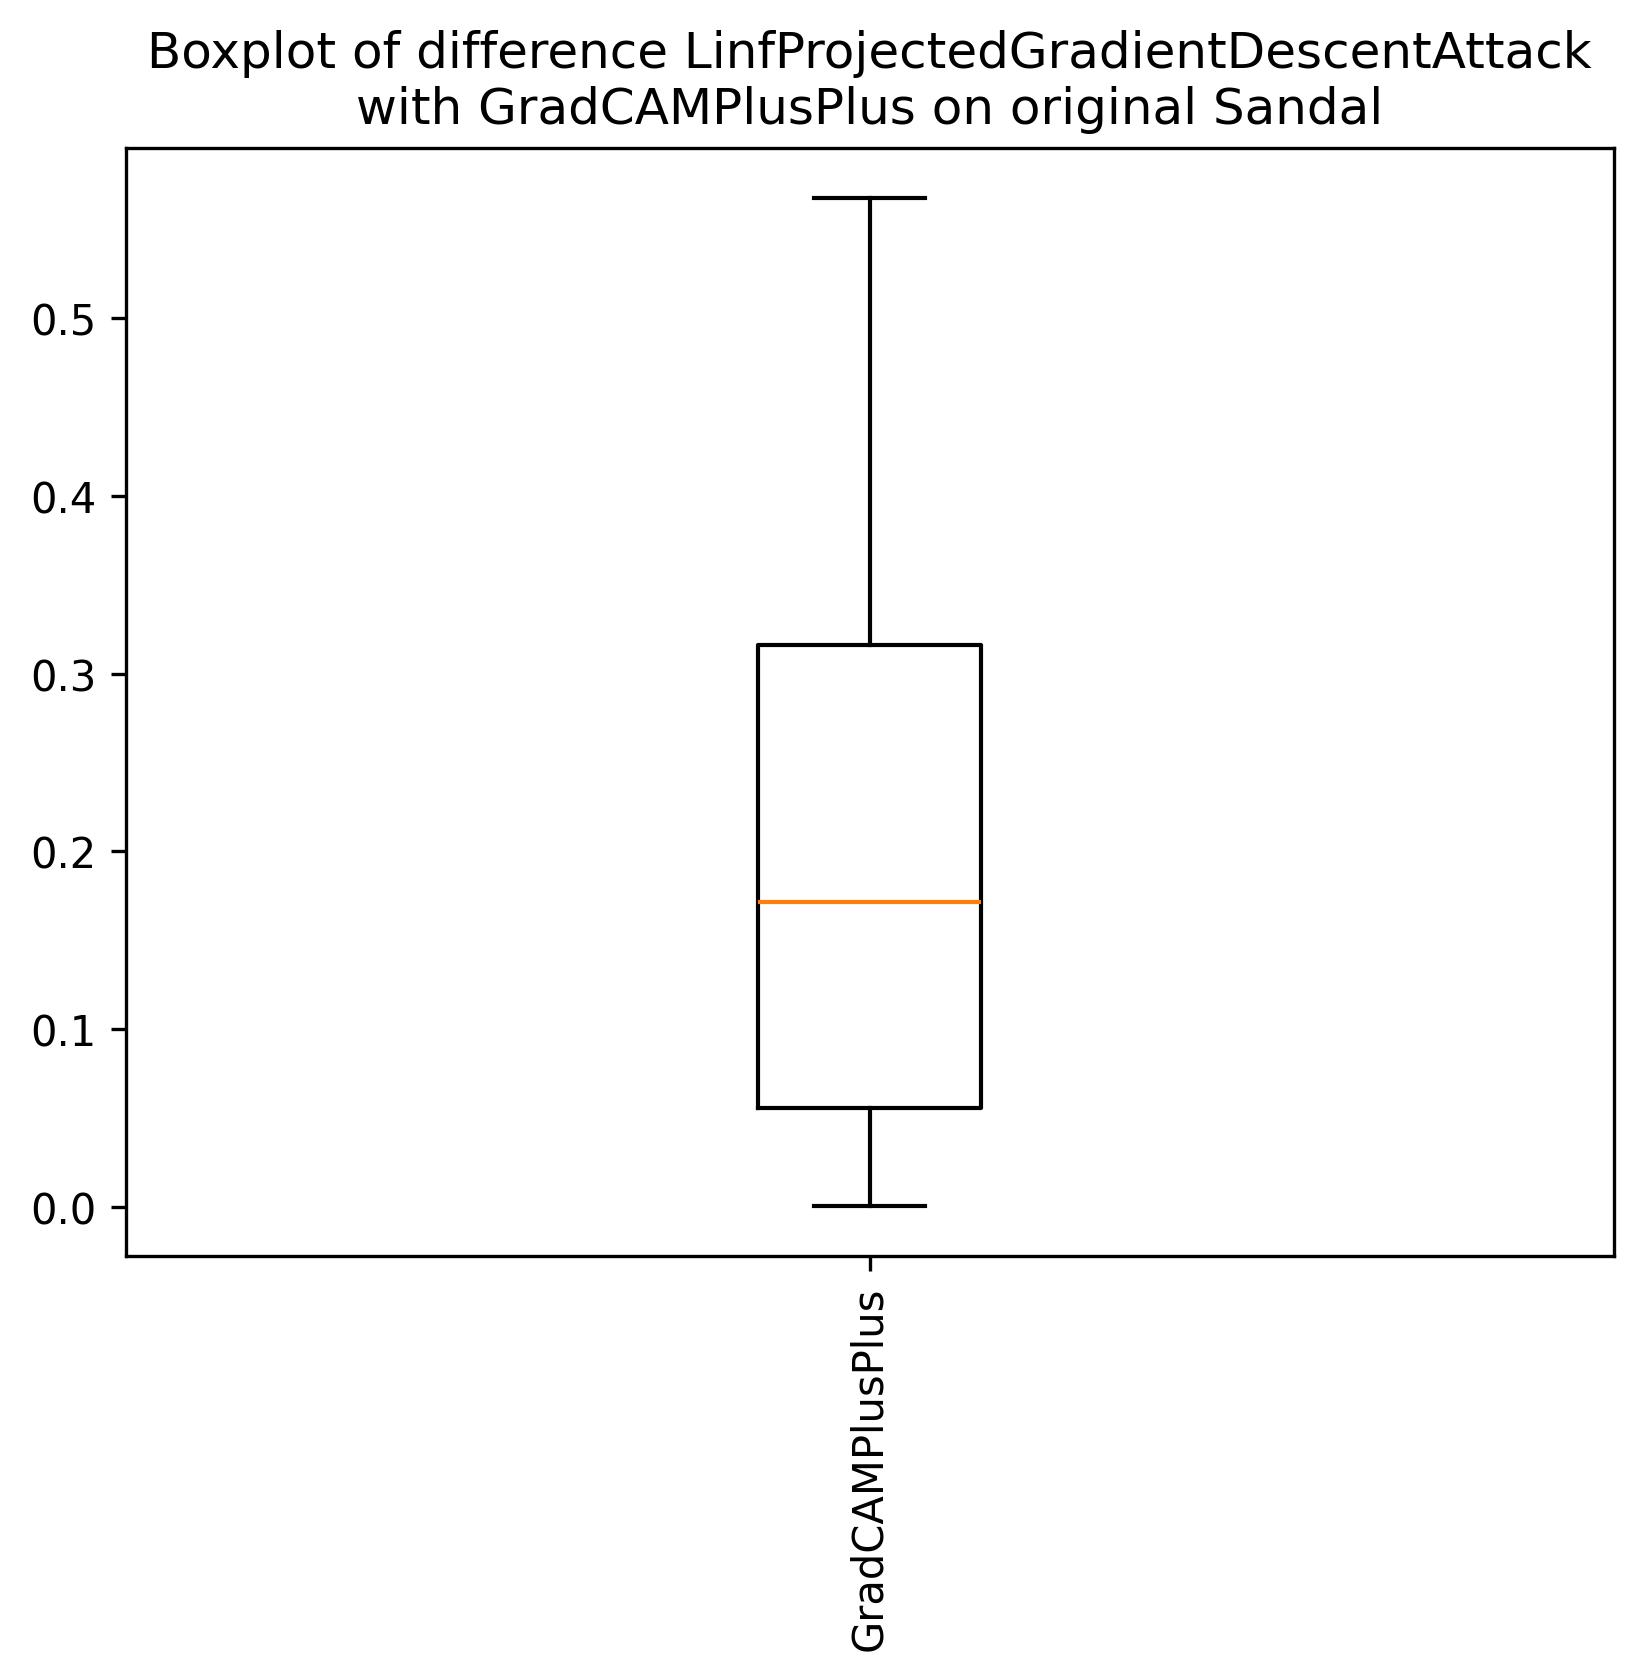 Boxplot of difference LinfProjectedGradientDescentAttack
with GradCAMPlusPlus on original Sandal
0.5
0.4
0.3
0.2
0.1
0.0
GradCAMPlusPlus